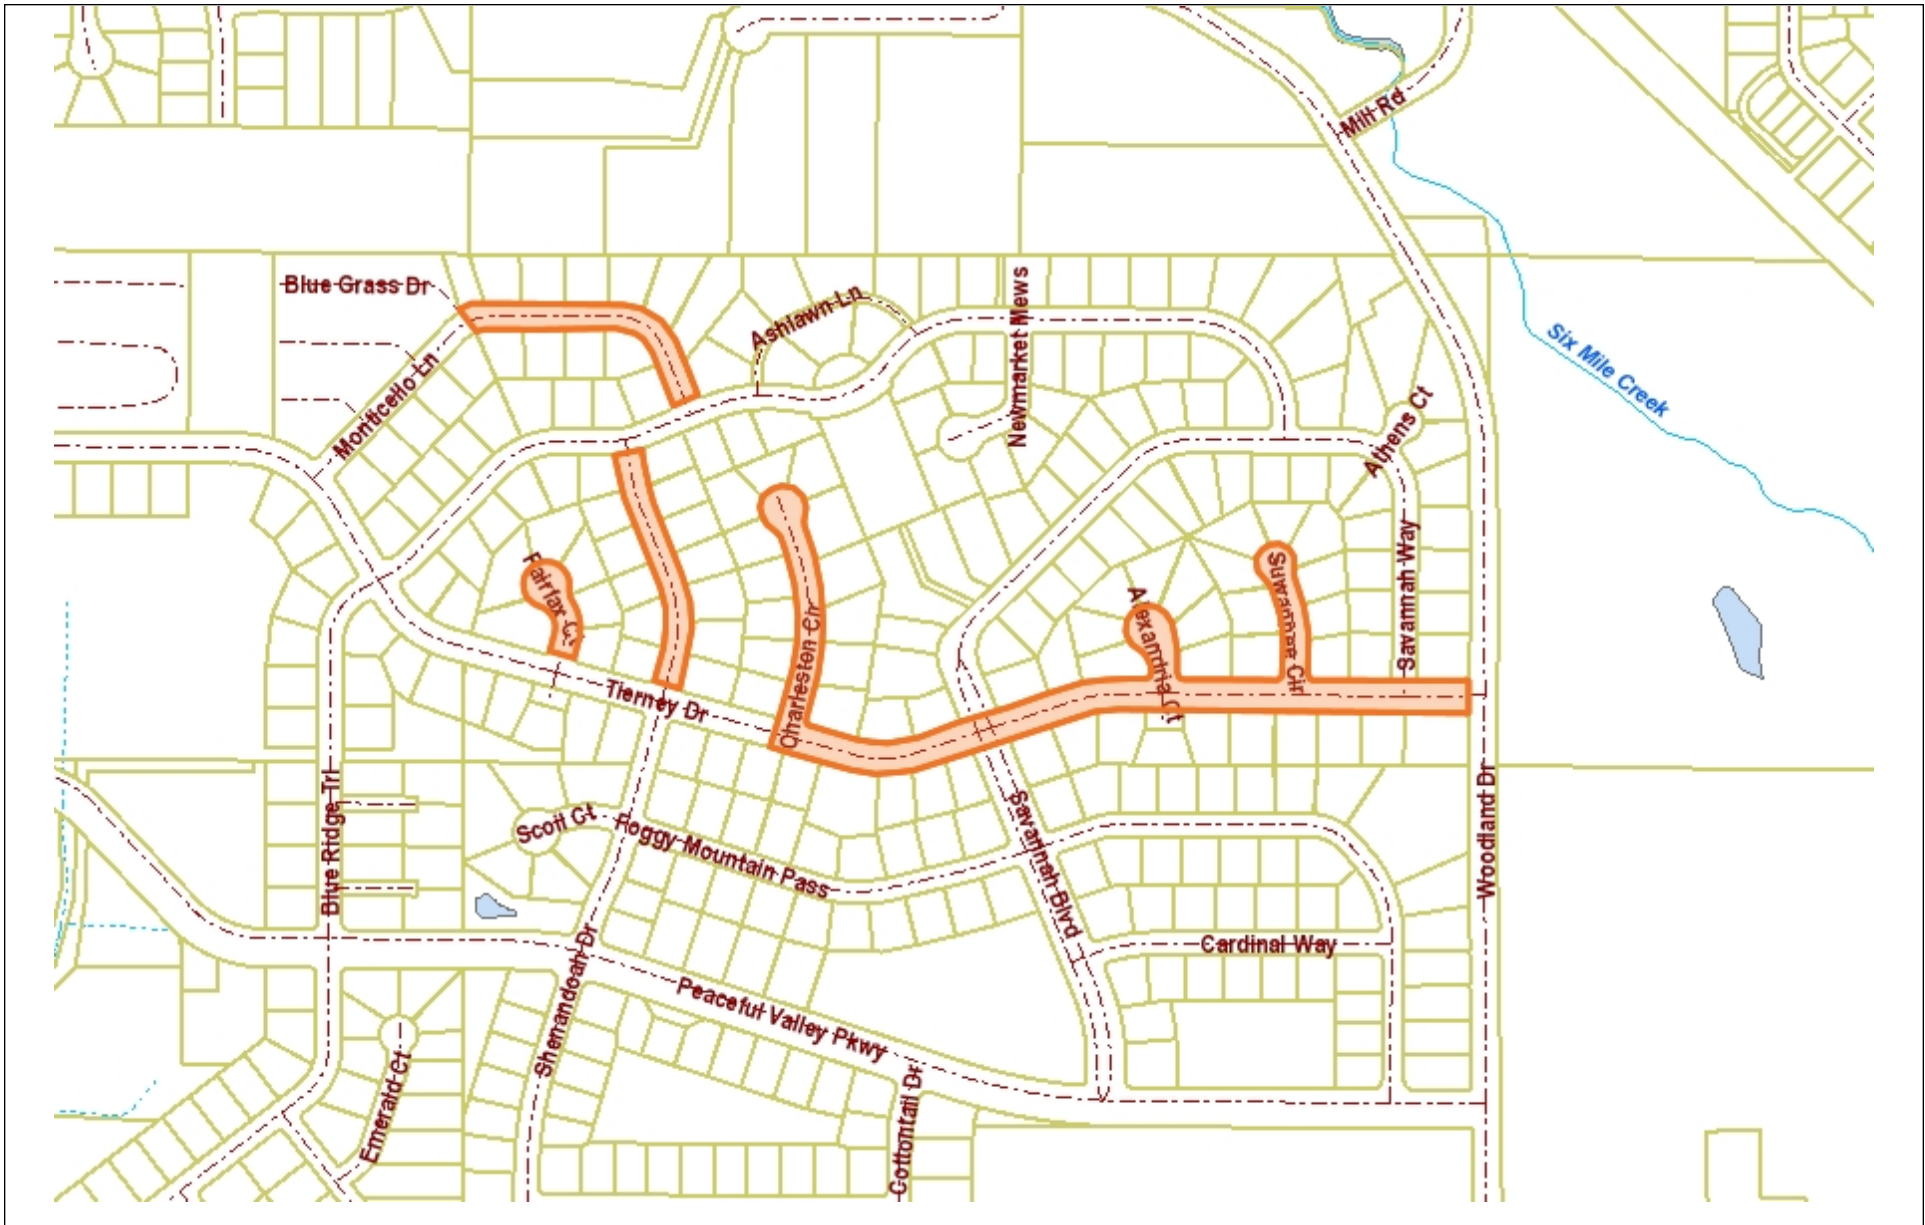 Mill Rd
Blue Grass Dr
Ashlawn Ln
Newmarket Mews
Six Mile Creek
Monticello Ln
Athens Ct
Fairfax Ct
Alexandria Ct
Suwannee Cir
Savannah Way
Charleston Cir
Tierney Dr
Blue Ridge Trl
Scott Ct
Foggy Mountain Pass
Savannah Blvd
Woodland Dr
Cardinal Way
Shenandoah Dr
Peaceful Valley Pkwy
Emerald Ct
Cottontail Dr